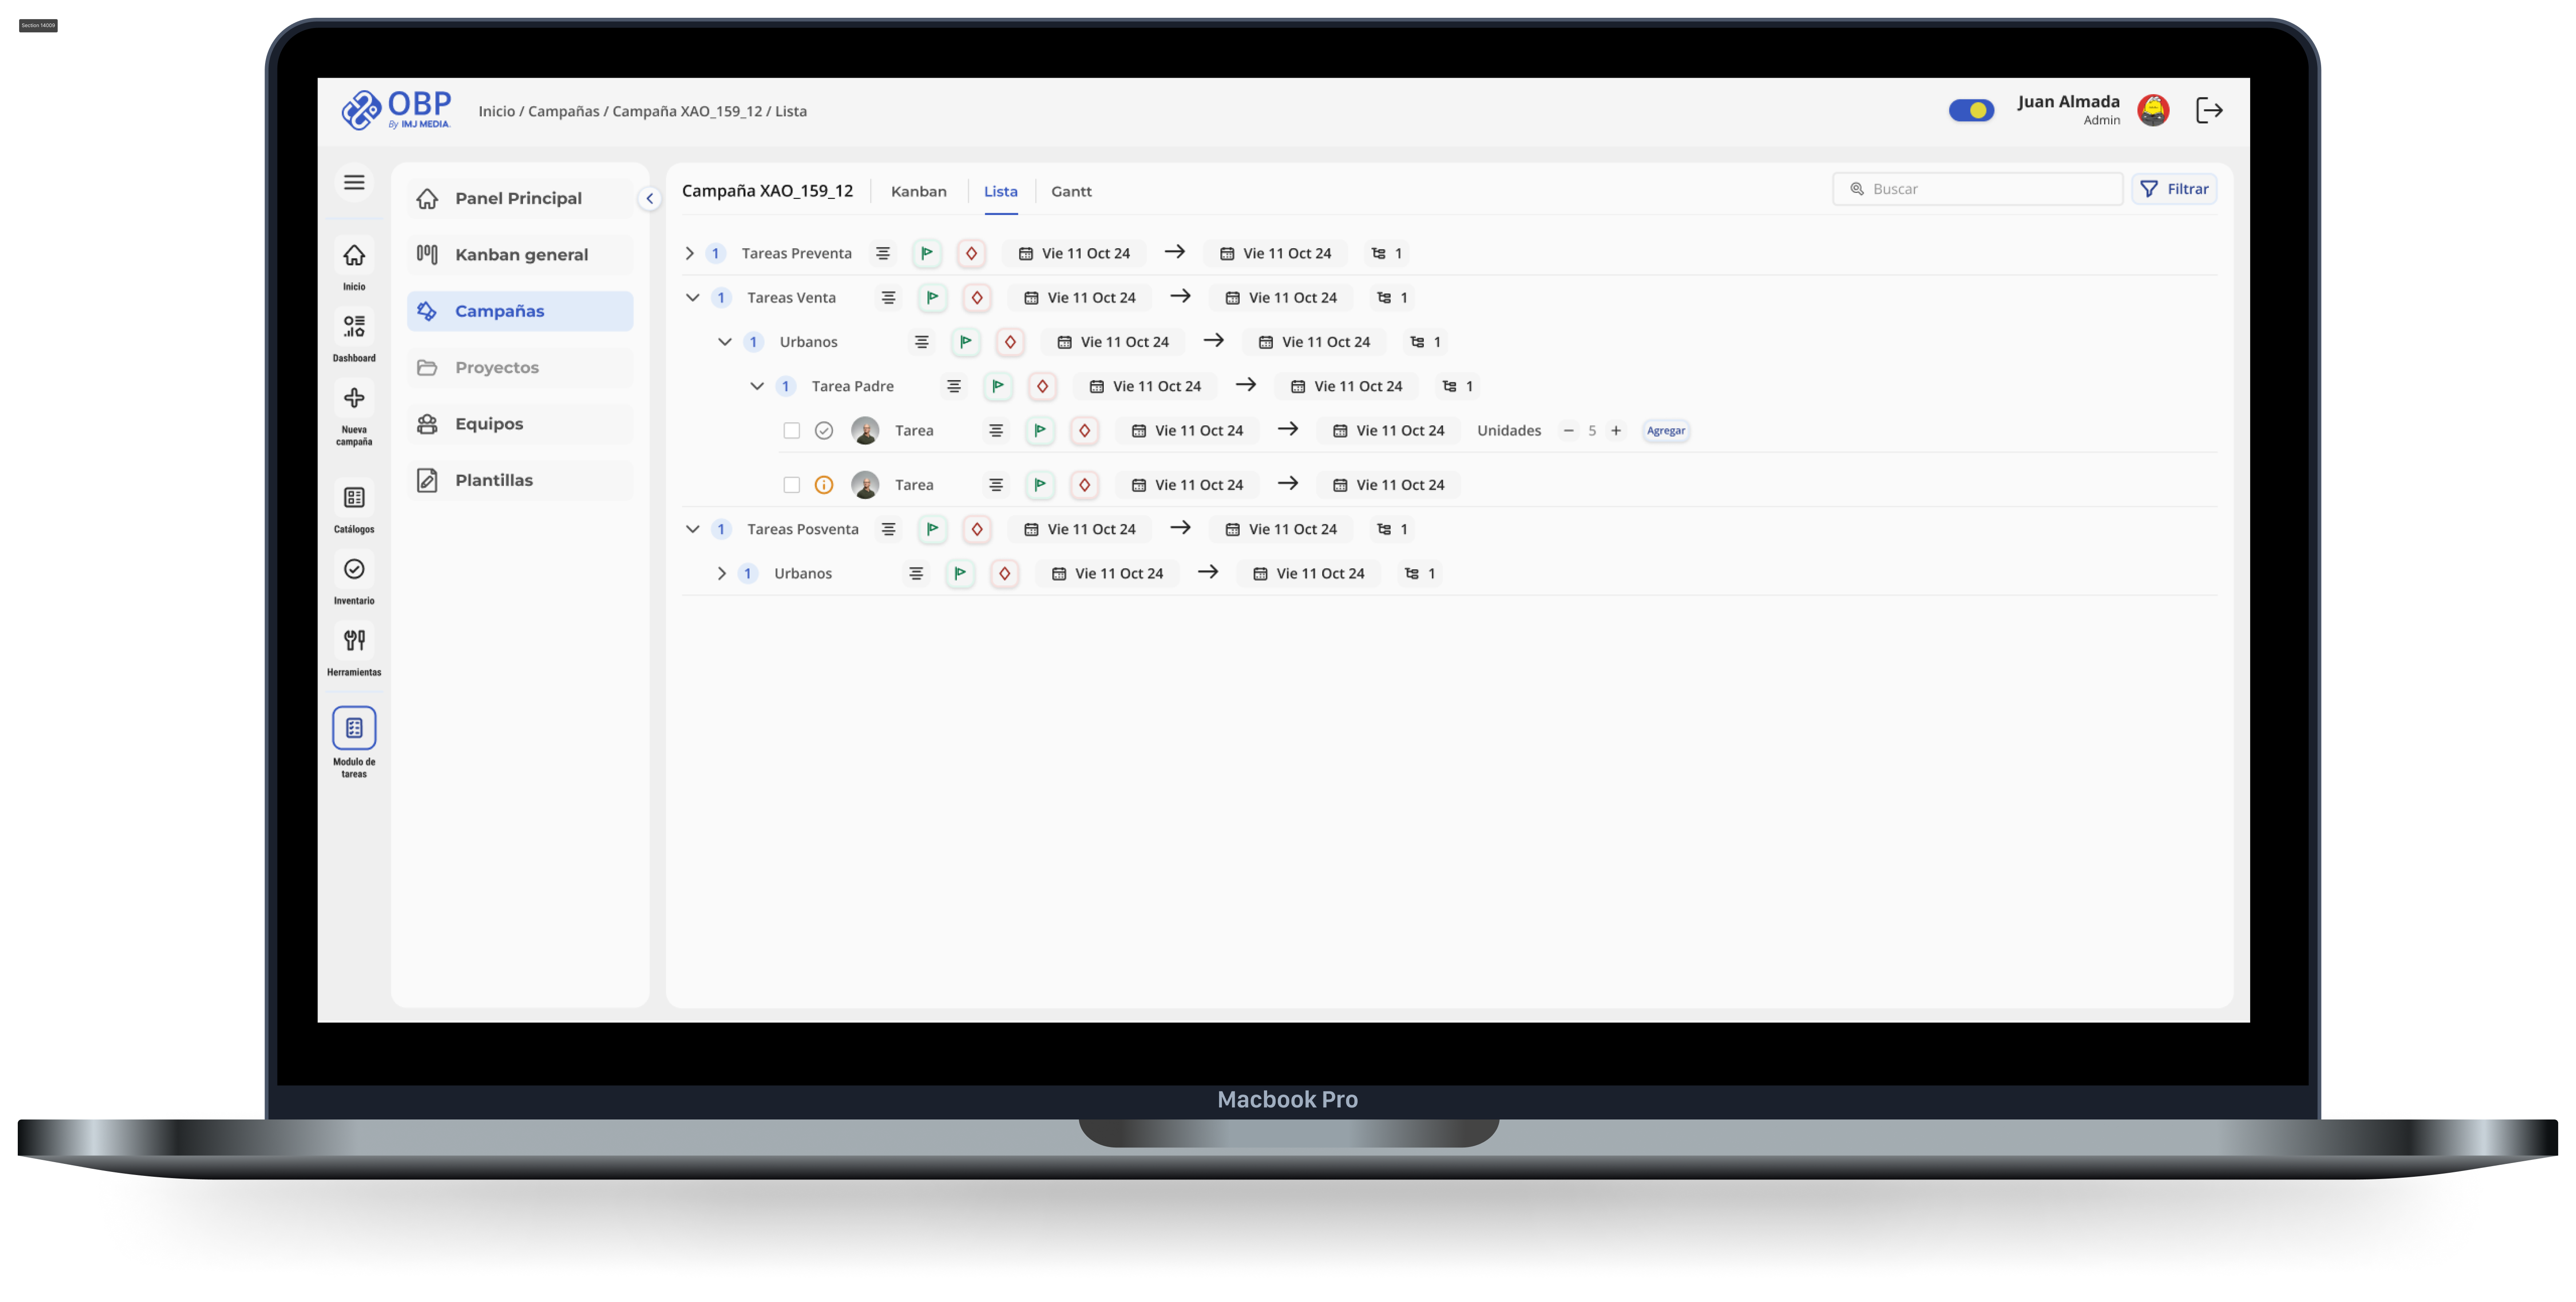 Section 14009
OBP
By IMJ MEDIA.
Inicio / Campañas / Campaña XAO_159_12 / Lista
Juan Almada
Admin
Inicio
Dashboard
Nueva
campaña
Catálogos
Inventario
Herramientas
Modulo de
tareas
Panel Principal
Kanban general
Campañas
Proyectos
Equipos
Plantillas
Campaña XAO_159_12 Kanban Lista Gantt Buscar Filtrar
1 Tareas Preventa Vie 11 Oct 24 Vie 11 Oct 24 1
1 Tareas Venta Vie 11 Oct 24 Vie 11 Oct 24 1
1 Urbanos Vie 11 Oct 24 Vie 11 Oct 24 1
1 Tarea Padre Vie 11 Oct 24 Vie 11 Oct 24 1
Tarea Vie 11 Oct 24 Vie 11 Oct 24 Unidades − 5 + Agregar
Tarea Vie 11 Oct 24 Vie 11 Oct 24
1 Tareas Posventa Vie 11 Oct 24 Vie 11 Oct 24 1
1 Urbanos Vie 11 Oct 24 Vie 11 Oct 24 1
Macbook Pro